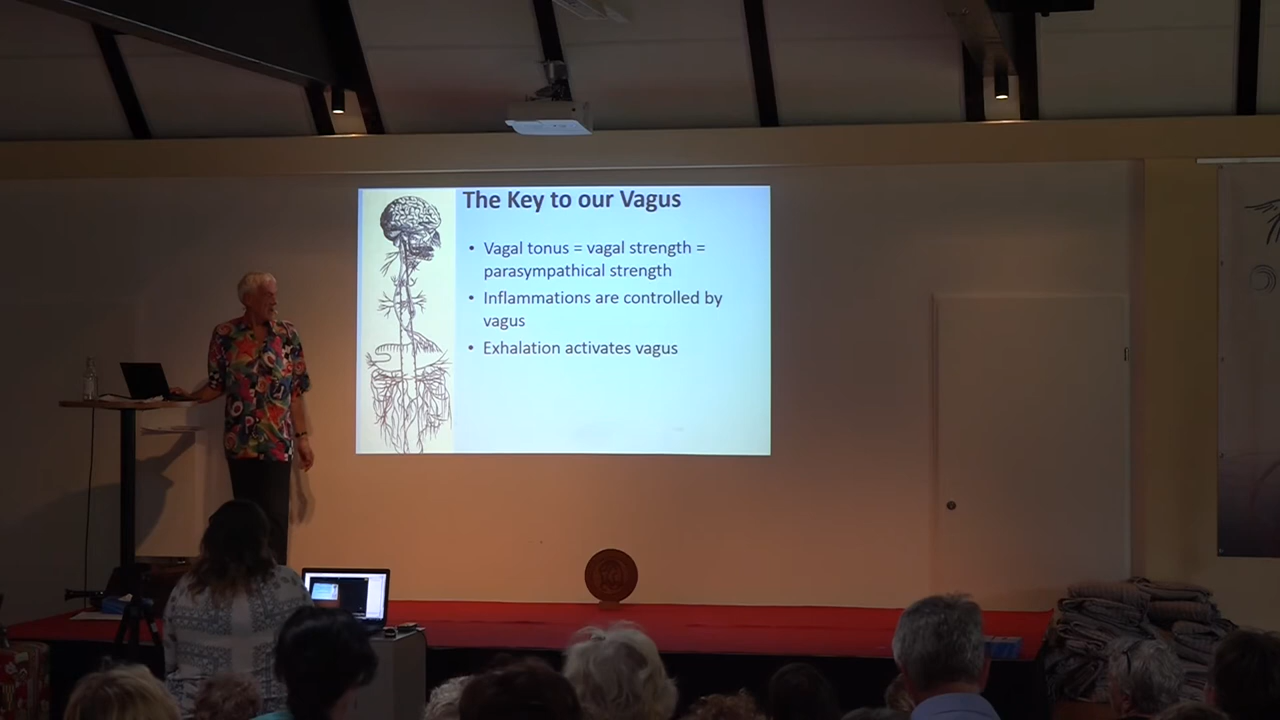 The Key to our Vagus
• Vagal tonus = vagal strength =
parasympathical strength
• Inflammations are controlled by
vagus
• Exhalation activates vagus